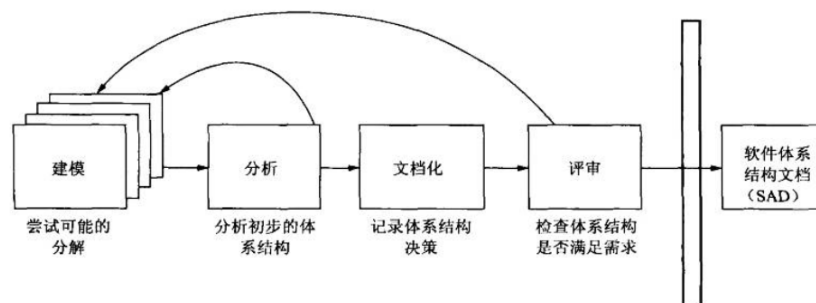 建模
尝试可能的
分解
分析
分析初步的体
系结构
文档化
记录体系结构
决策
评审
检查体系结构
是否满足需求
软件体系
结构文档
（SAD）